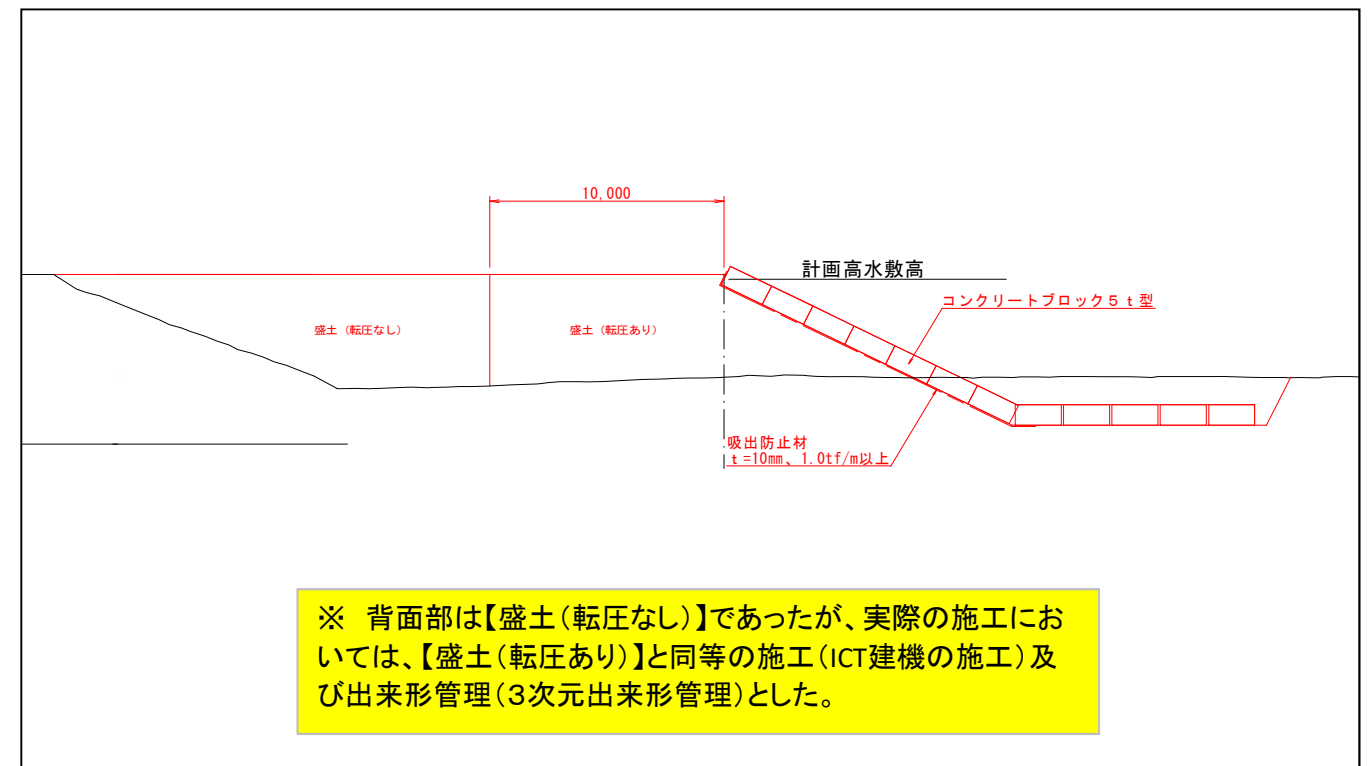 10,000
計画高水敷高
コンクリートブロック5t型
盛土(転圧なし)
盛土(転圧あり)
吸出防止材
t=10mm、1.0tf/m以上
※ 背面部は【盛土(転圧なし)】であったが、実際の施工にお
いては、【盛土(転圧あり)】と同等の施工(ICT建機の施工)及
び出来形管理(3次元出来形管理)とした。